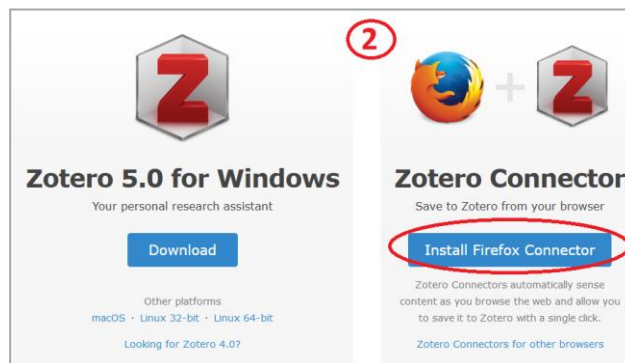 2
Zotero 5.0 for Windows
Your personal research assistant
Download
Other platforms
macOS · Linux 32-bit · Linux 64-bit
Looking for Zotero 4.0?
Z
+ Z
Zotero Connector
Save to Zotero from your browser
Install Firefox Connector
Zotero Connectors automatically sense
content as you browse the web and allow you
to save it to Zotero with a single click.
Zotero Connectors for other browsers